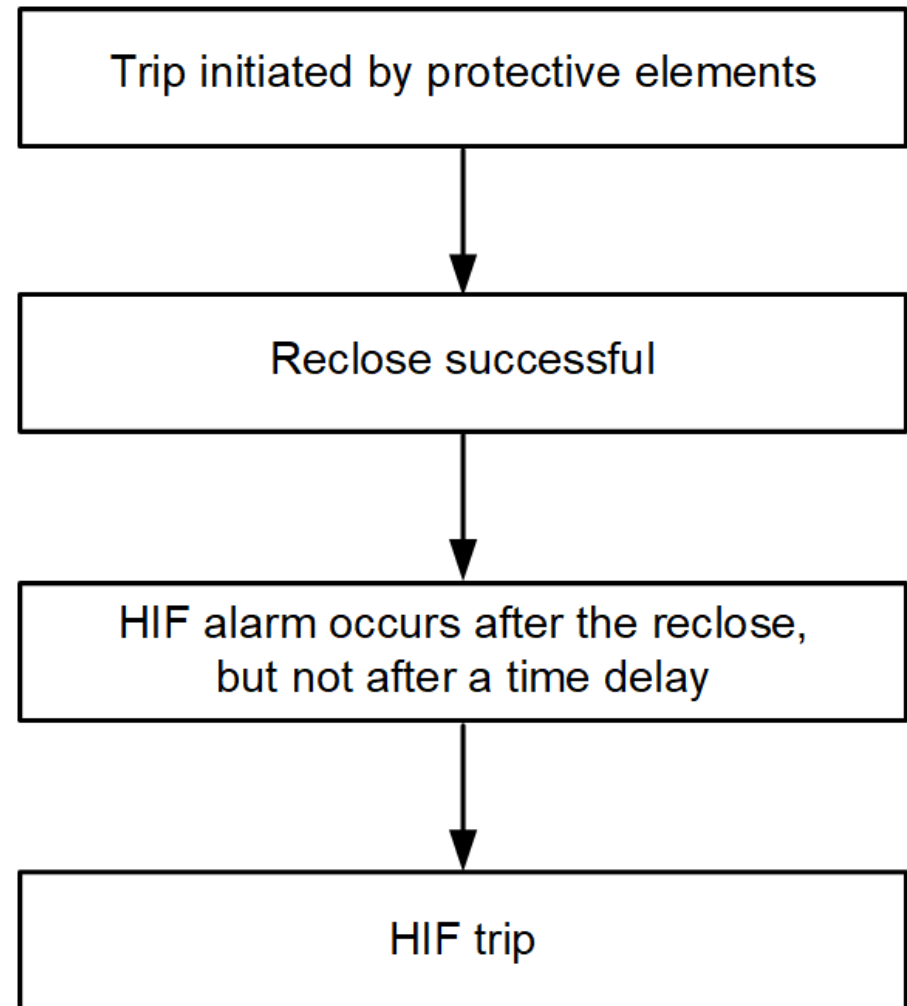 Trip initiated by protective elements
Reclose successful
HIF alarm occurs after the reclose,
but not after a time delay
HIF trip